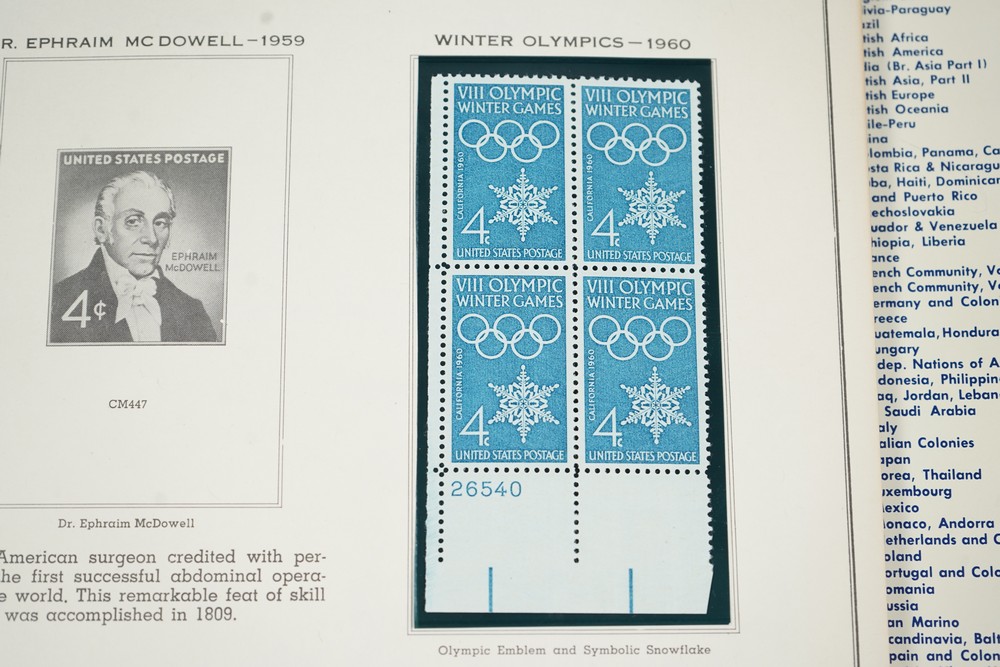 R. EPHRAIM MCDOWELL—1959
UNITED STATES POSTAGE
EPHRAIM
McDOWELL
4¢
CM447
Dr. Ephraim McDowell
American surgeon credited with per-
he first successful abdominal opera-
e world. This remarkable feat of skill
was accomplished in 1809.
WINTER OLYMPICS—1960
VIII OLYMPIC
WINTER GAMES
CALIFORNIA 1960
4c
UNITED STATES POSTAGE
VIII OLYMPIC
WINTER GAMES
CALIFORNIA 1960
4c
UNITED STATES POSTAGE
VIII OLYMPIC
WINTER GAMES
CALIFORNIA 1960
4c
UNITED STATES POSTAGE
VIII OLYMPIC
WINTER GAMES
CALIFORNIA 1960
4c
UNITED STATES POSTAGE
26540
Olympic Emblem and Symbolic Snowflake
ivia-Paraguay
zil
tish Africa
tish America
lia (Br. Asia Part I)
tish Asia, Part II
tish Europe
tish Oceania
ile-Peru
ina
lombia, Panama, Ca
sta Rica & Nicaragu
ba, Haiti, Dominican
and Puerto Rico
echoslovakia
uador & Venezuela
hiopia, Liberia
ance
ench Community, Vo
ench Community, Vo
ermany and Colon
reece
uatemala, Hondura
ungary
dep. Nations of A
donesia, Philippin
aq, Jordan, Leban
Saudi Arabia
aly
alian Colonies
apan
orea, Thailand
uxembourg
exico
onaco, Andorra
etherlands and C
oland
ortugal and Colo
omania
ussia
an Marino
candinavia, Balt
pain and Colon